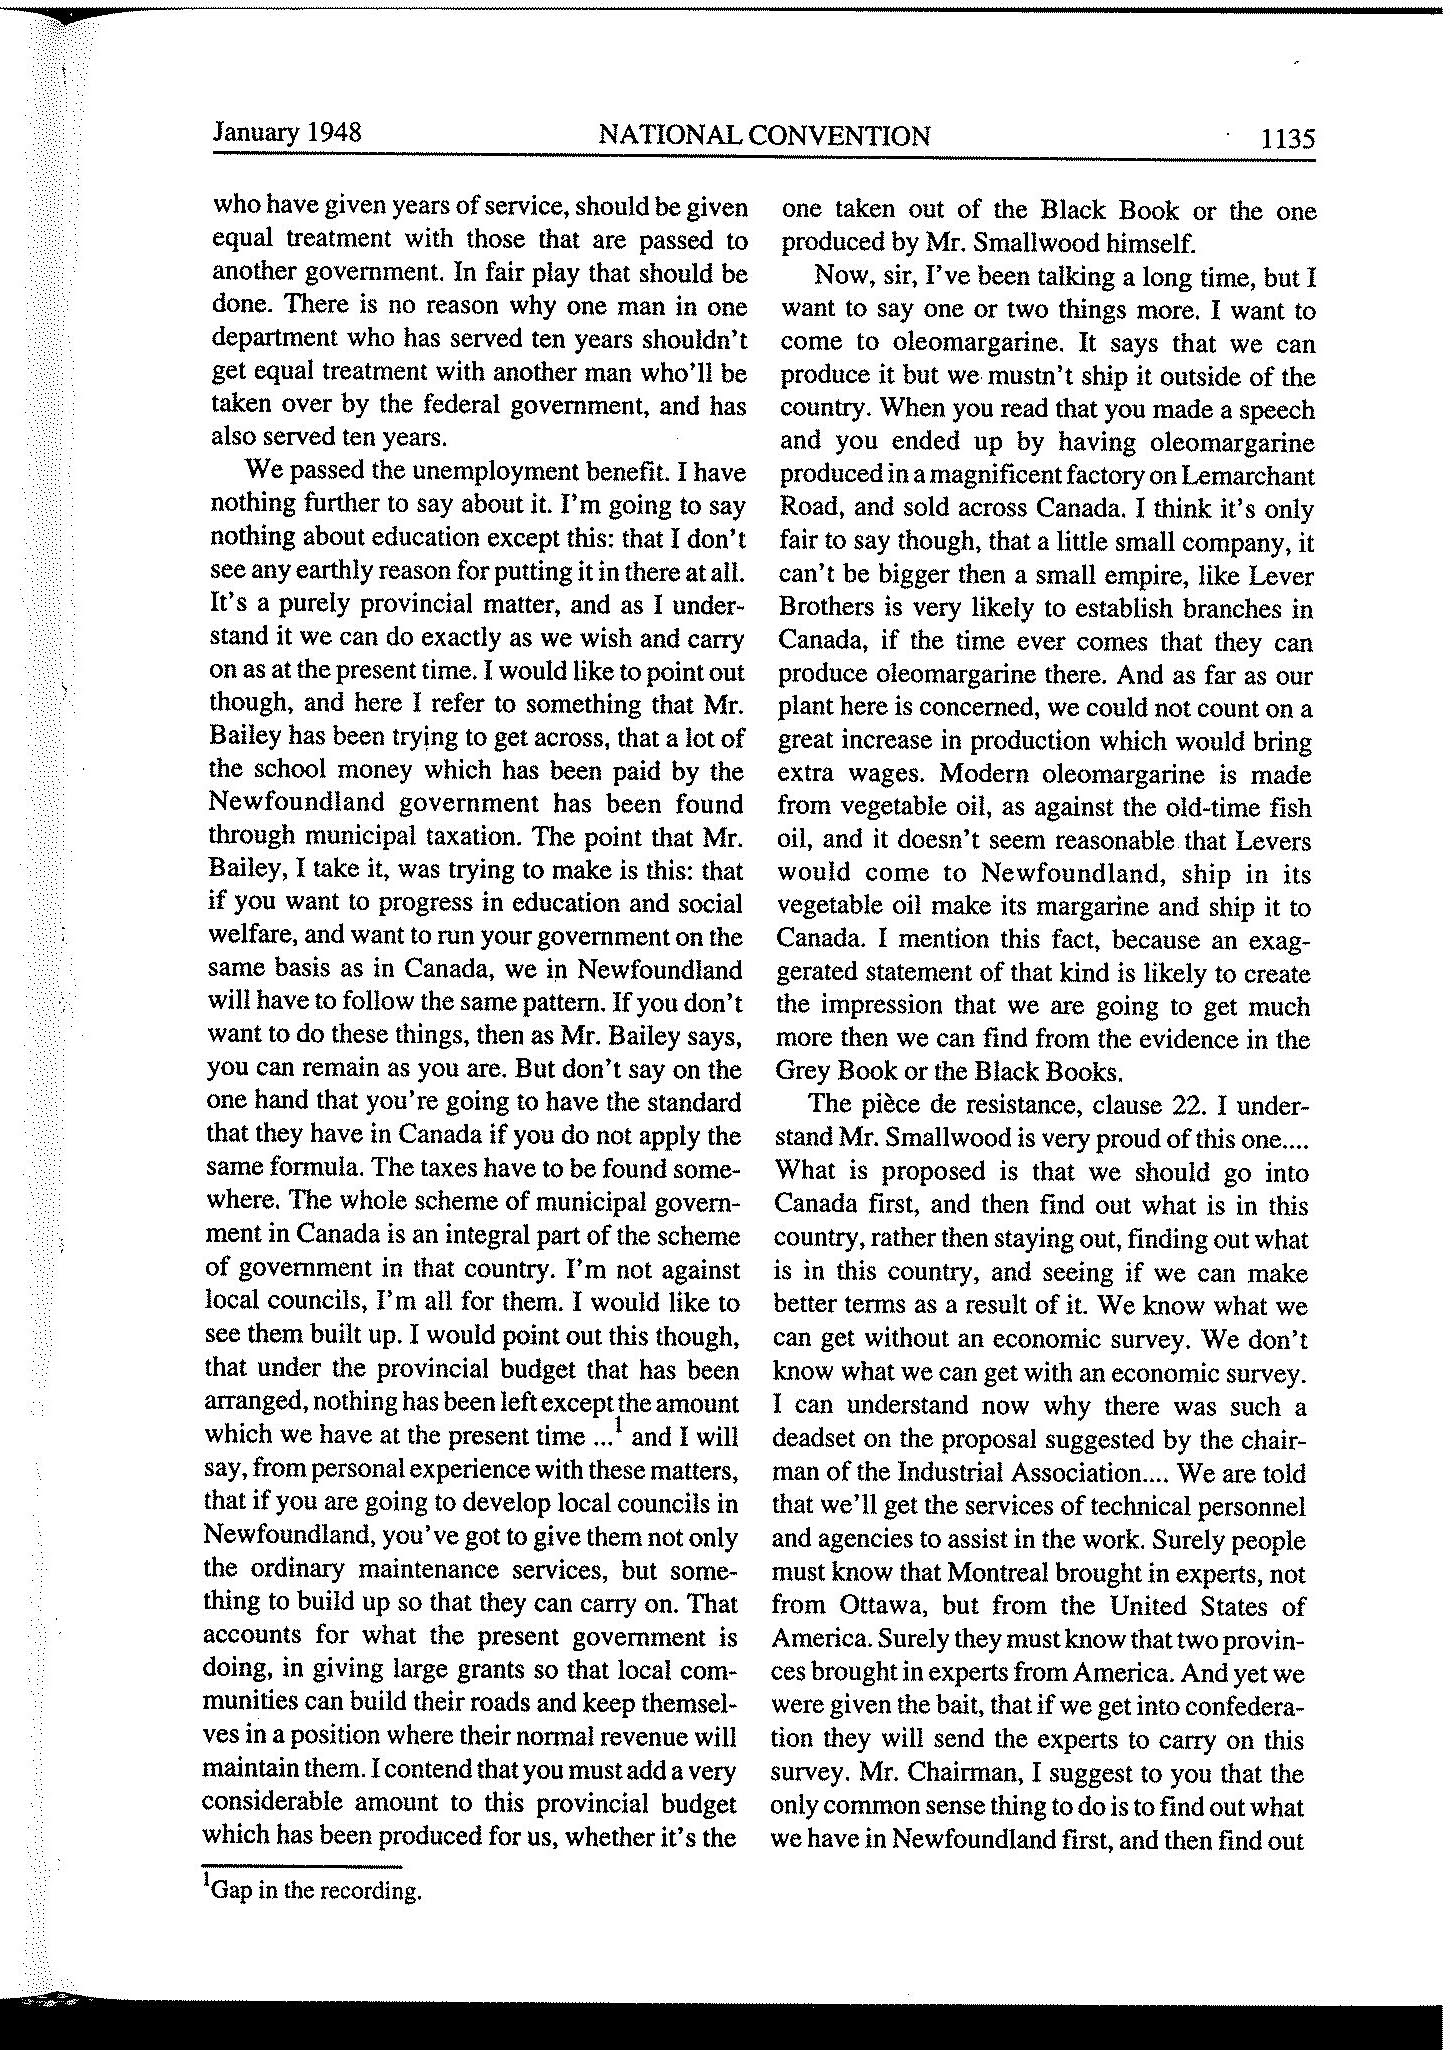 January 1948
NATIONAL CONVENTION
1135
who have given years of service, should be given
equal treatment with those that are passed to
another government. In fair play that should be
done. There is no reason why one man in one
department who has served ten years shouldn't
get equal treatment with another man who'll be
taken over by the federal government, and has
also served ten years.
We passed the unemployment benefit. I have
nothing further to say about it. I'm going to say
nothing about education except this: that I don't
see any earthly reason for putting it in there at all.
It's a purely provincial matter, and as I under-
stand it we can do exactly as we wish and carry
on as at the present time. I would like to point out
though, and here I refer to something that Mr.
Bailey has been trying to get across, that a lot of
the school money which has been paid by the
Newfoundland government has been found
through municipal taxation. The point that Mr.
Bailey, I take it, was trying to make is this: that
if you want to progress in education and social
welfare, and want to run your government on the
same basis as in Canada, we in Newfoundland
will have to follow the same pattern. If you don't
want to do these things, then as Mr. Bailey says,
you can remain as you are. But don't say on the
one hand that you're going to have the standard
that they have in Canada if you do not apply the
same formula. The taxes have to be found some-
where. The whole scheme of municipal govern-
ment in Canada is an integral part of the scheme
of government in that country. I'm not against
local councils, I'm all for them. I would like to
see them built up. I would point out this though,
that under the provincial budget that has been
arranged, nothing has been left except the amount
which we have at the present time ...1 and I will
say, from personal experience with these matters,
that if you are going to develop local councils in
Newfoundland, you've got to give them not only
the ordinary maintenance services, but some-
thing to build up so that they can carry on. That
accounts for what the present government is
doing, in giving large grants so that local com-
munities can build their roads and keep themsel-
ves in a position where their normal revenue will
maintain them. I contend that you must add a very
considerable amount to this provincial budget
which has been produced for us, whether it's the
1Gap in the recording.
one taken out of the Black Book or the one
produced by Mr. Smallwood himself.
Now, sir, I've been talking a long time, but I
want to say one or two things more. I want to
come to oleomargarine. It says that we can
produce it but we mustn't ship it outside of the
country. When you read that you made a speech
and you ended up by having oleomargarine
produced in a magnificent factory on Lemarchant
Road, and sold across Canada. I think it's only
fair to say though, that a little small company, it
can't be bigger then a small empire, like Lever
Brothers is very likely to establish branches in
Canada, if the time ever comes that they can
produce oleomargarine there. And as far as our
plant here is concerned, we could not count on a
great increase in production which would bring
extra wages. Modern oleomargarine is made
from vegetable oil, as against the old-time fish
oil, and it doesn't seem reasonable that Levers
would come to Newfoundland, ship in its
vegetable oil make its margarine and ship it to
Canada. I mention this fact, because an exag-
gerated statement of that kind is likely to create
the impression that we are going to get much
more then we can find from the evidence in the
Grey Book or the Black Books.
The pièce de resistance, clause 22. I under-
stand Mr. Smallwood is very proud of this one....
What is proposed is that we should go into
Canada first, and then find out what is in this
country, rather then staying out, finding out what
is in this country, and seeing if we can make
better terms as a result of it. We know what we
can get without an economic survey. We don't
know what we can get with an economic survey.
I can understand now why there was such a
deadset on the proposal suggested by the chair-
man of the Industrial Association.... We are told
that we'll get the services of technical personnel
and agencies to assist in the work. Surely people
must know that Montreal brought in experts, not
from Ottawa, but from the United States of
America. Surely they must know that two provin-
ces brought in experts from America. And yet we
were given the bait, that if we get into confedera-
tion they will send the experts to carry on this
survey. Mr. Chairman, I suggest to you that the
only common sense thing to do is to find out what
we have in Newfoundland first, and then find out